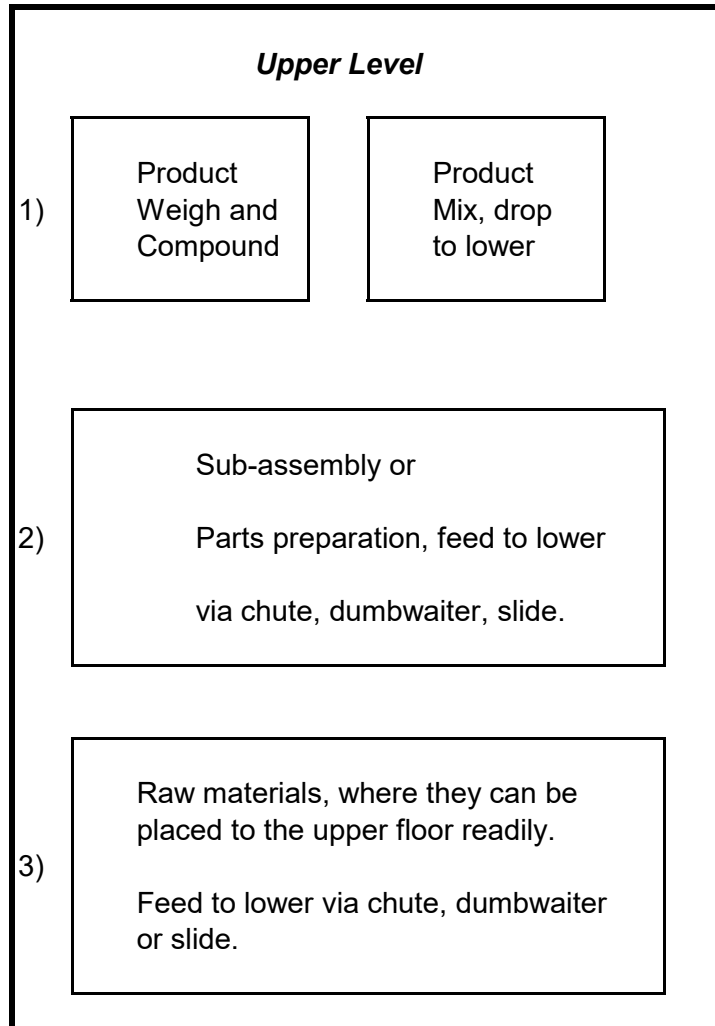 Upper Level
1)
Product
Weigh and
Compound
Product
Mix, drop
to lower
2)
Sub-assembly or
Parts preparation, feed to lower
via chute, dumbwaiter, slide.
3)
Raw materials, where they can be
placed to the upper floor readily.
Feed to lower via chute, dumbwaiter
or slide.